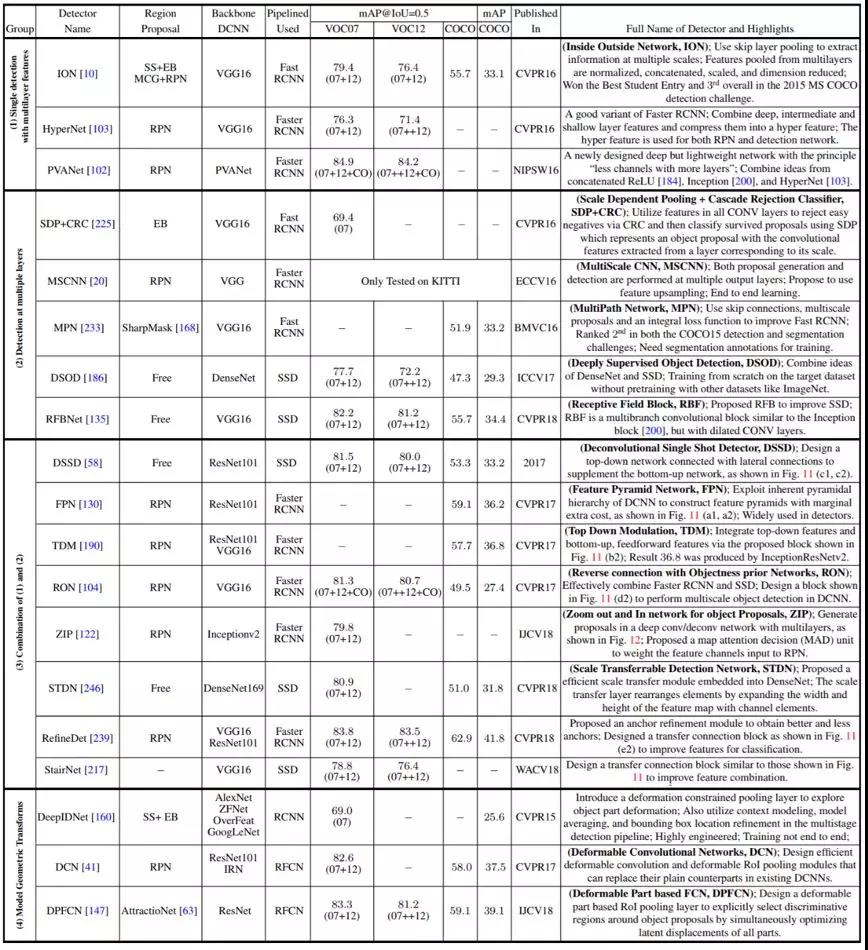 Group Detector Name Region Proposal Backbone DCNN Pipelined Used mAP@IoU=0.5 mAP Published In Full Name of Detector and Highlights
VOC07 VOC12 COCO COCO
(1) Single detection with multilayer features
ION [10] SS+EB MCG+RPN VGG16 Fast RCNN 79.4 (07+12) 76.4 (07+12) 55.7 33.1 CVPR16
(Inside Outside Network, ION); Use skip layer pooling to extract
information at multiple scales; Features pooled from multilayers
are normalized, concatenated, scaled, and dimension reduced;
Won the Best Student Entry and 3rd overall in the 2015 MS COCO
detection challenge.
HyperNet [103] RPN VGG16 Faster RCNN 76.3 (07+12) 71.4 (07++12) − − CVPR16
A good variant of Faster RCNN; Combine deep, intermediate and
shallow layer features and compress them into a hyper feature; The
hyper feature is used for both RPN and detection network.
PVANet [102] RPN PVANet Faster RCNN 84.9 (07+12+CO) 84.2 (07++12+CO) − − NIPSW16
A newly designed deep but lightweight network with the principle
“less channels with more layers”; Combine ideas from
concatenated ReLU [184], Inception [200], and HyperNet [103].
(2) Detection at multiple layers
SDP+CRC [225] EB VGG16 Fast RCNN 69.4 (07) − − − CVPR16
(Scale Dependent Pooling + Cascade Rejection Classifier,
SDP+CRC); Utilize features in all CONV layers to reject easy
negatives via CRC and then classify survived proposals using SDP
which represents an object proposal with the convolutional
features extracted from a layer corresponding to its scale.
MSCNN [20] RPN VGG Faster RCNN Only Tested on KITTI ECCV16
(MultiScale CNN, MSCNN); Both proposal generation and
detection are performed at multiple output layers; Propose to use
feature upsampling; End to end learning.
MPN [233] SharpMask [168] VGG16 Fast RCNN − − 51.9 33.2 BMVC16
(MultiPath Network, MPN); Use skip connections, multiscale
proposals and an integral loss function to improve Fast RCNN;
Ranked 2nd in both the COCO15 detection and segmentation
challenges; Need segmentation annotations for training.
DSOD [186] Free DenseNet SSD 77.7 (07+12) 72.2 (07++12) 47.3 29.3 ICCV17
(Deeply Supervised Object Detection, DSOD); Combine ideas
of DenseNet and SSD; Training from scratch on the target dataset
without pretraining with other datasets like ImageNet.
RFBNet [135] Free VGG16 SSD 82.2 (07+12) 81.2 (07++12) 55.7 34.4 CVPR18
(Receptive Field Block, RBF); Proposed RFB to improve SSD;
RBF is a multibranch convolutional block similar to the Inception
block [200], but with dilated CONV layers.
(3) Combination of (1) and (2)
DSSD [58] Free ResNet101 SSD 81.5 (07+12) 80.0 (07++12) 53.3 33.2 2017
(Deconvolutional Single Shot Detector, DSSD); Design a
top-down network connected with lateral connections to
supplement the bottom-up network, as shown in Fig. 11 (c1, c2).
FPN [130] RPN ResNet101 Faster RCNN − − 59.1 36.2 CVPR17
(Feature Pyramid Network, FPN); Exploit inherent pyramidal
hierarchy of DCNN to construct feature pyramids with marginal
extra cost, as shown in Fig. 11 (a1, a2); Widely used in detectors.
TDM [190] RPN ResNet101 VGG16 Faster RCNN − − 57.7 36.8 CVPR17
(Top Down Modulation, TDM); Integrate top-down features and
bottom-up, feedforward features via the proposed block shown in
Fig. 11 (b2); Result 36.8 was produced by InceptionResNetv2.
RON [104] RPN VGG16 Faster RCNN 81.3 (07+12+CO) 80.7 (07++12+CO) 49.5 27.4 CVPR17
(Reverse connection with Objectness prior Networks, RON);
Effectively combine Faster RCNN and SSD; Design a block shown
in Fig. 11 (d2) to perform multiscale object detection in DCNN.
ZIP [122] RPN Inceptionv2 Faster RCNN 79.8 (07+12) − − − IJCV18
(Zoom out and In network for object Proposals, ZIP); Generate
proposals in a deep conv/deconv network with multilayers, as
shown in Fig. 12; Proposed a map attention decision (MAD) unit
to weight the feature channels input to RPN.
STDN [246] Free DenseNet169 SSD 80.9 (07+12) − 51.0 31.8 CVPR18
(Scale Transferrable Detection Network, STDN); Proposed a
efficient scale transfer module embedded into DenseNet; The scale
transfer layer rearranges elements by expanding the width and
height of the feature map with channel elements.
RefineDet [239] RPN VGG16 ResNet101 Faster RCNN 83.8 (07+12) 83.5 (07++12) 62.9 41.8 CVPR18
Proposed an anchor refinement module to obtain better and less
anchors; Designed a transfer connection block as shown in Fig. 11
(e2) to improve features for classification.
StairNet [217] − VGG16 SSD 78.8 (07+12) 76.4 (07++12) − − WACV18
Design a transfer connection block similar to those shown in Fig.
11 to improve feature combination.
(4) Model Geometric Transforms
DeepIDNet [160] SS+ EB AlexNet ZFNet OverFeat GoogLeNet RCNN 69.0 (07) − − 25.6 CVPR15
Introduce a deformation constrained pooling layer to explore
object part deformation; Also utilize context modeling, model
averaging, and bounding box location refinement in the multistage
detection pipeline; Highly engineered; Training not end to end;
DCN [41] RPN ResNet101 IRN RFCN 82.6 (07+12) − 58.0 37.5 CVPR17
(Deformable Convolutional Networks, DCN); Design efficient
deformable convolution and deformable RoI pooling modules that
can replace their plain counterparts in existing DCNNs.
DPFCN [147] AttractioNet [63] ResNet RFCN 83.3 (07+12) 81.2 (07++12) 59.1 39.1 IJCV18
(Deformable Part based FCN, DPFCN); Design a deformable
part based RoI pooling layer to explicitly select discriminative
regions around object proposals by simultaneously optimizing
latent displacements of all parts.